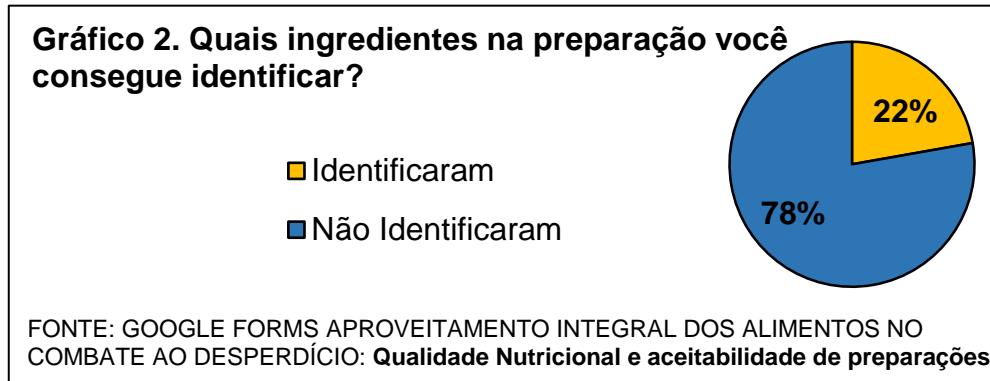 Gráfico 2. Quais ingredientes na preparação você
consegue identificar?
22%
Identificaram
Não Identificaram
78%
FONTE: GOOGLE FORMS APROVEITAMENTO INTEGRAL DOS ALIMENTOS NO
COMBATE AO DESPERDÍCIO: Qualidade Nutricional e aceitabilidade de preparações